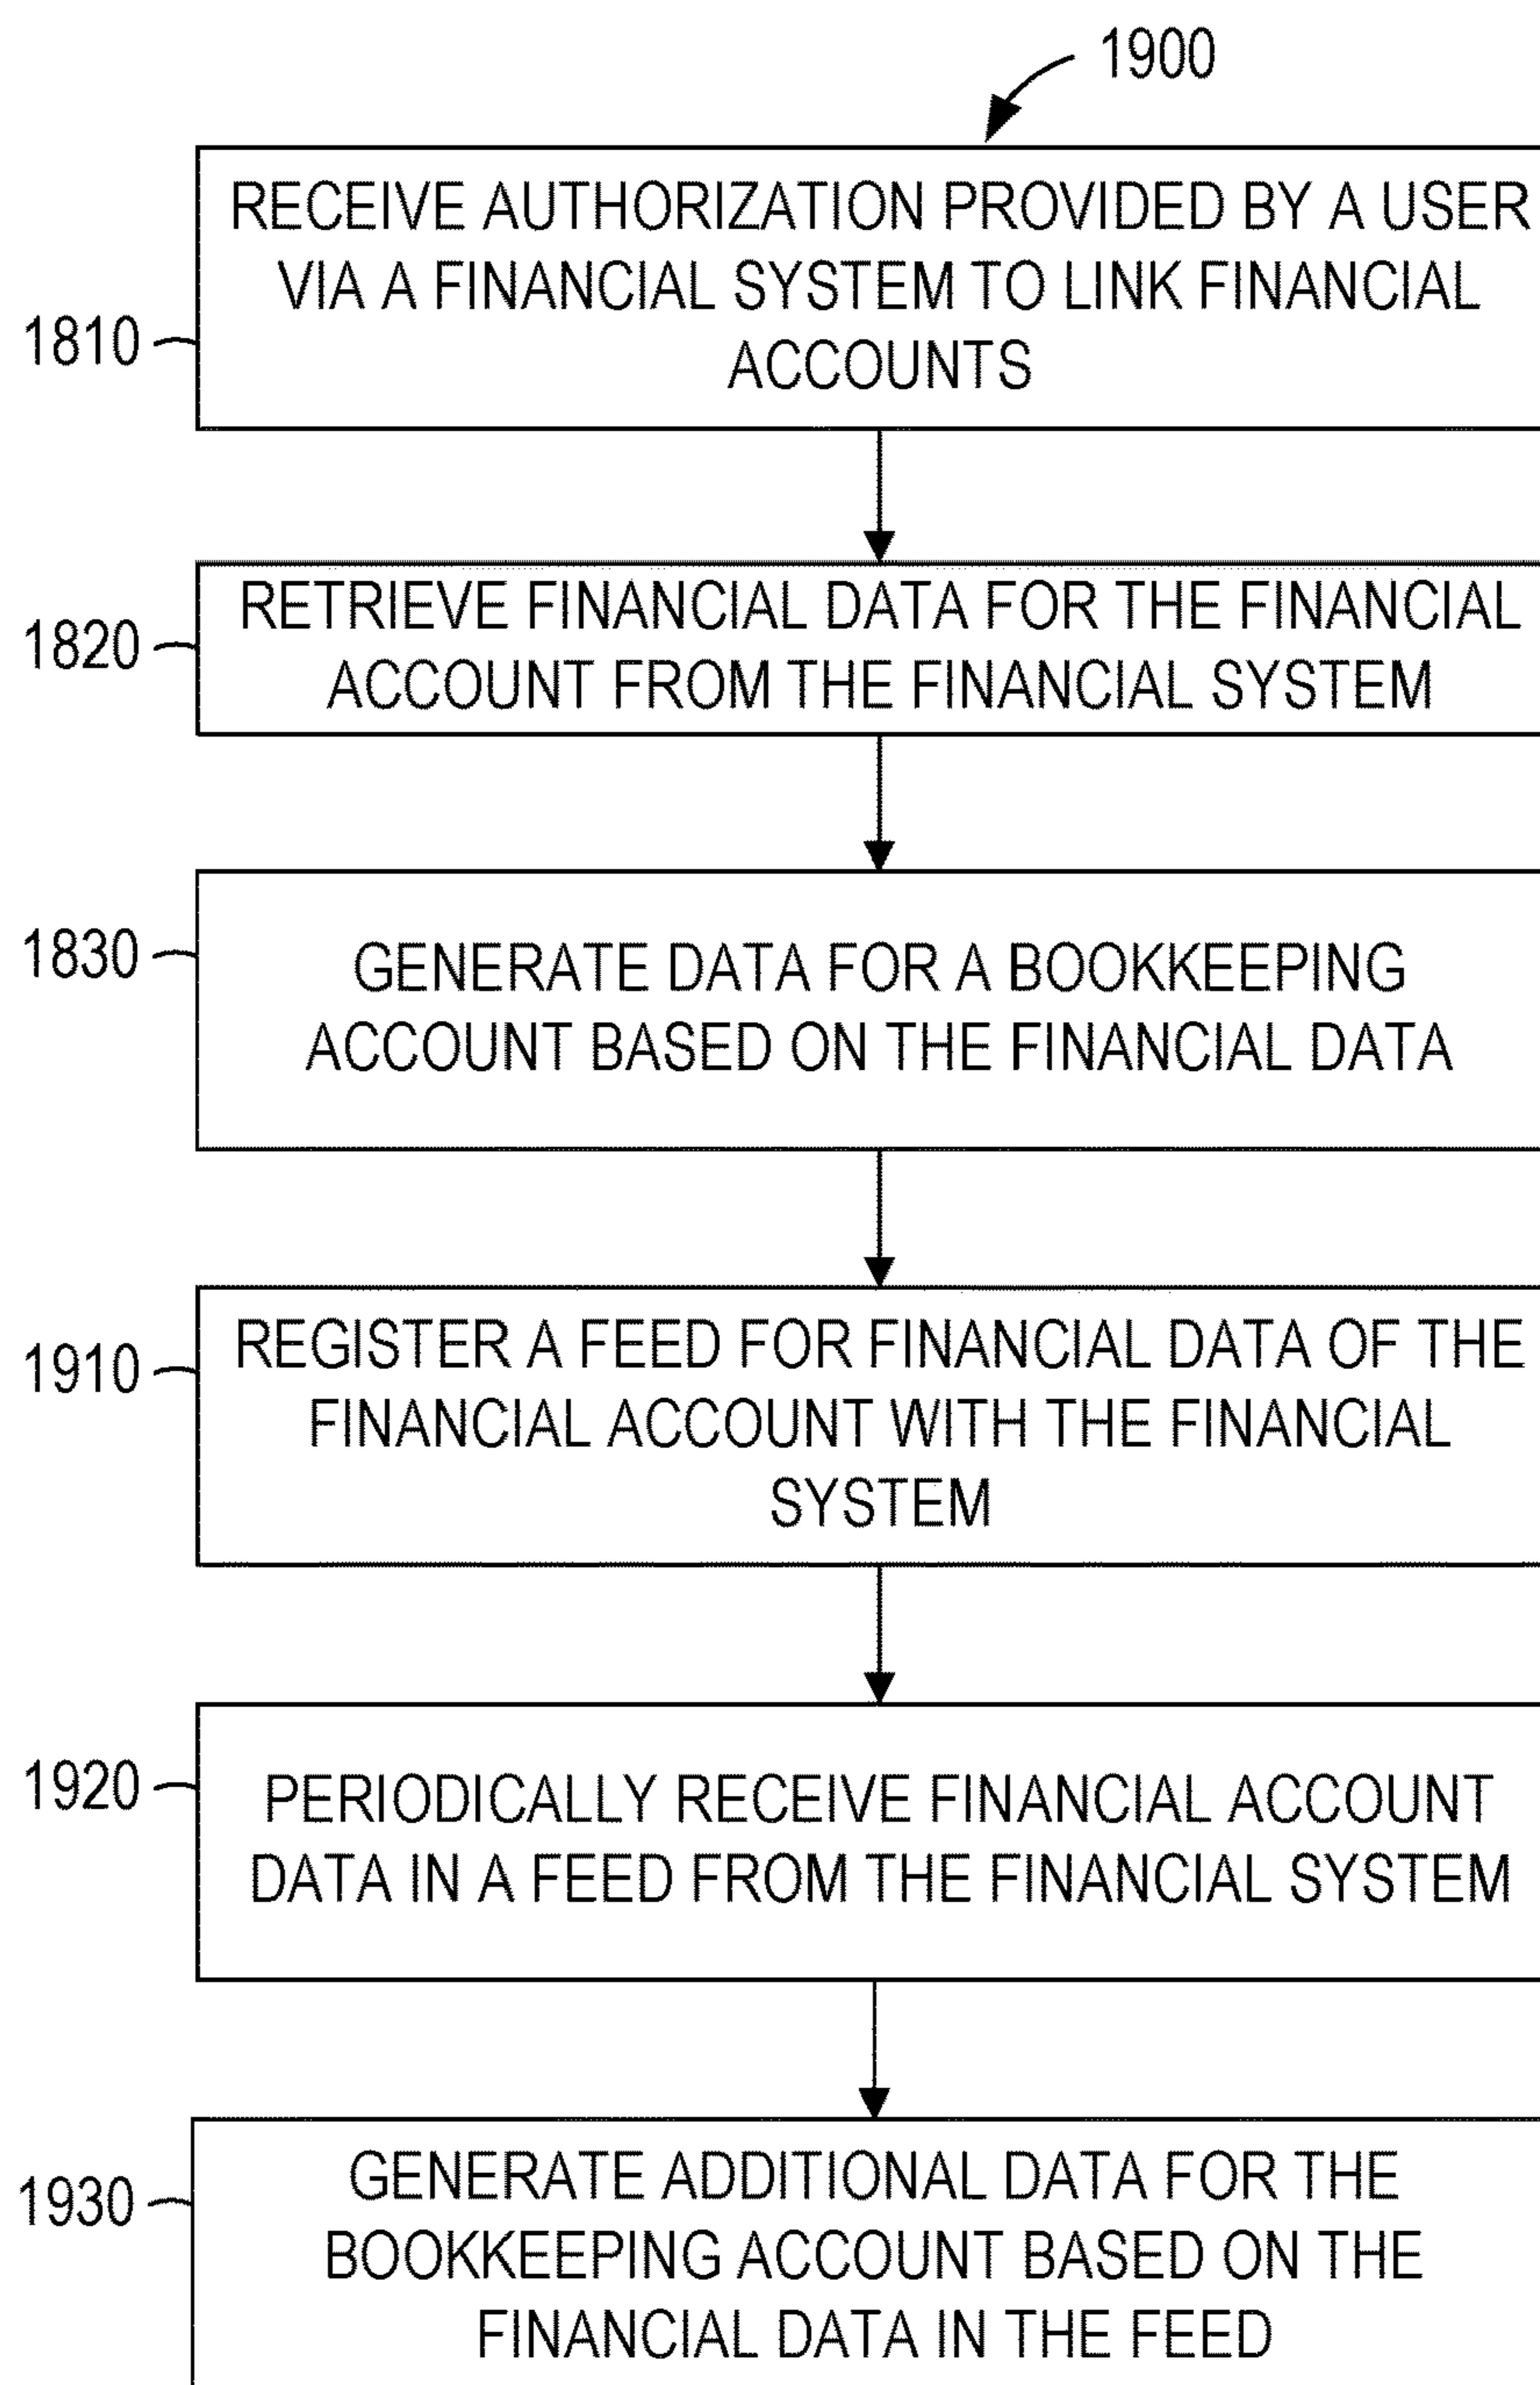 1900
RECEIVE AUTHORIZATION PROVIDED BY A USER
VIA A FINANCIAL SYSTEM TO LINK FINANCIAL
ACCOUNTS
1810
RETRIEVE FINANCIAL DATA FOR THE FINANCIAL
ACCOUNT FROM THE FINANCIAL SYSTEM
1820
GENERATE DATA FOR A BOOKKEEPING
ACCOUNT BASED ON THE FINANCIAL DATA
1830
REGISTER A FEED FOR FINANCIAL DATA OF THE
FINANCIAL ACCOUNT WITH THE FINANCIAL
SYSTEM
1910
PERIODICALLY RECEIVE FINANCIAL ACCOUNT
DATA IN A FEED FROM THE FINANCIAL SYSTEM
1920
GENERATE ADDITIONAL DATA FOR THE
BOOKKEEPING ACCOUNT BASED ON THE
FINANCIAL DATA IN THE FEED
1930